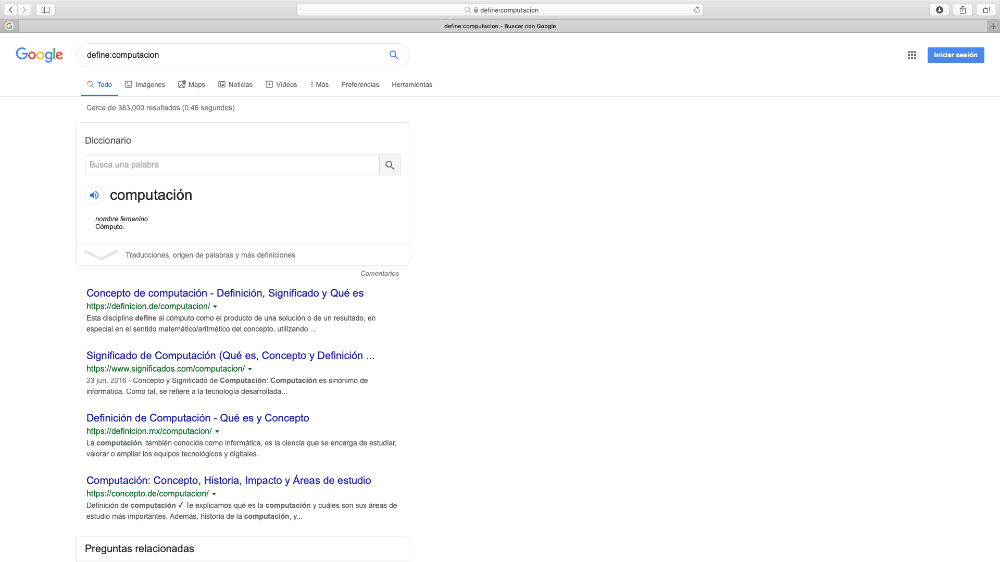 define:computacion
define:computacion - Buscar con Google
Google
define:computacion
Iniciar sesión
Todo Imágenes Maps Noticias Vídeos Más Preferencias Herramientas
Cerca de 383,000 resultados (0.46 segundos)
Diccionario
Busca una palabra
computación
nombre femenino
Cómputo.
Traducciones, origen de palabras y más definiciones
Comentarios
Concepto de computación - Definición, Significado y Qué es
https://definicion.de/computacion/
Esta disciplina define al cómputo como el producto de una solución o de un resultado, en
especial en el sentido matemático/aritmético del concepto, utilizando ...
Significado de Computación (Qué es, Concepto y Definición ...
https://www.significados.com/computacion/
23 jun. 2016 - Concepto y Significado de Computación: Computación es sinónimo de
informática. Como tal, se refiere a la tecnología desarrollada...
Definición de Computación - Qué es y Concepto
https://definicion.mx/computacion/
La computación, también conocida como informática, es la ciencia que se encarga de estudiar,
valorar o ampliar los equipos tecnológicos y digitales.
Computación: Concepto, Historia, Impacto y Áreas de estudio
https://concepto.de/computacion/
Definición de computación ✓ Te explicamos qué es la computación y cuáles son sus áreas de
estudio más importantes. Además, historia de la computación, y...
Preguntas relacionadas